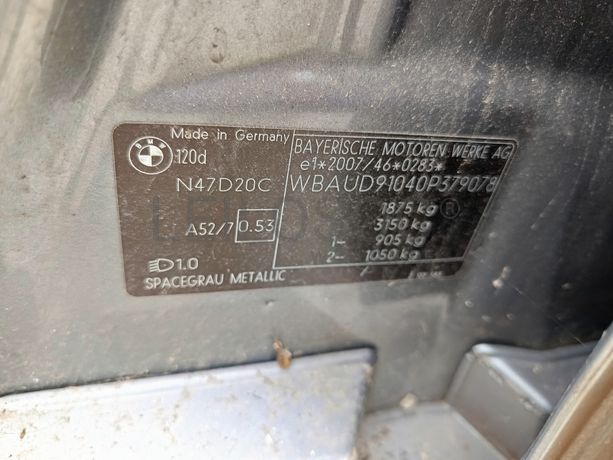 Made in Germany
BMW
120d
N47D20C
A52/7 0.53
1.0
SPACEGRAU METALLIC
BAYERISCHE MOTOREN WERKE AG
e1*2007/46*0283*
WBAUD91040P379078
1875 kg
3150 kg
1- 905 kg
2- 1050 kg